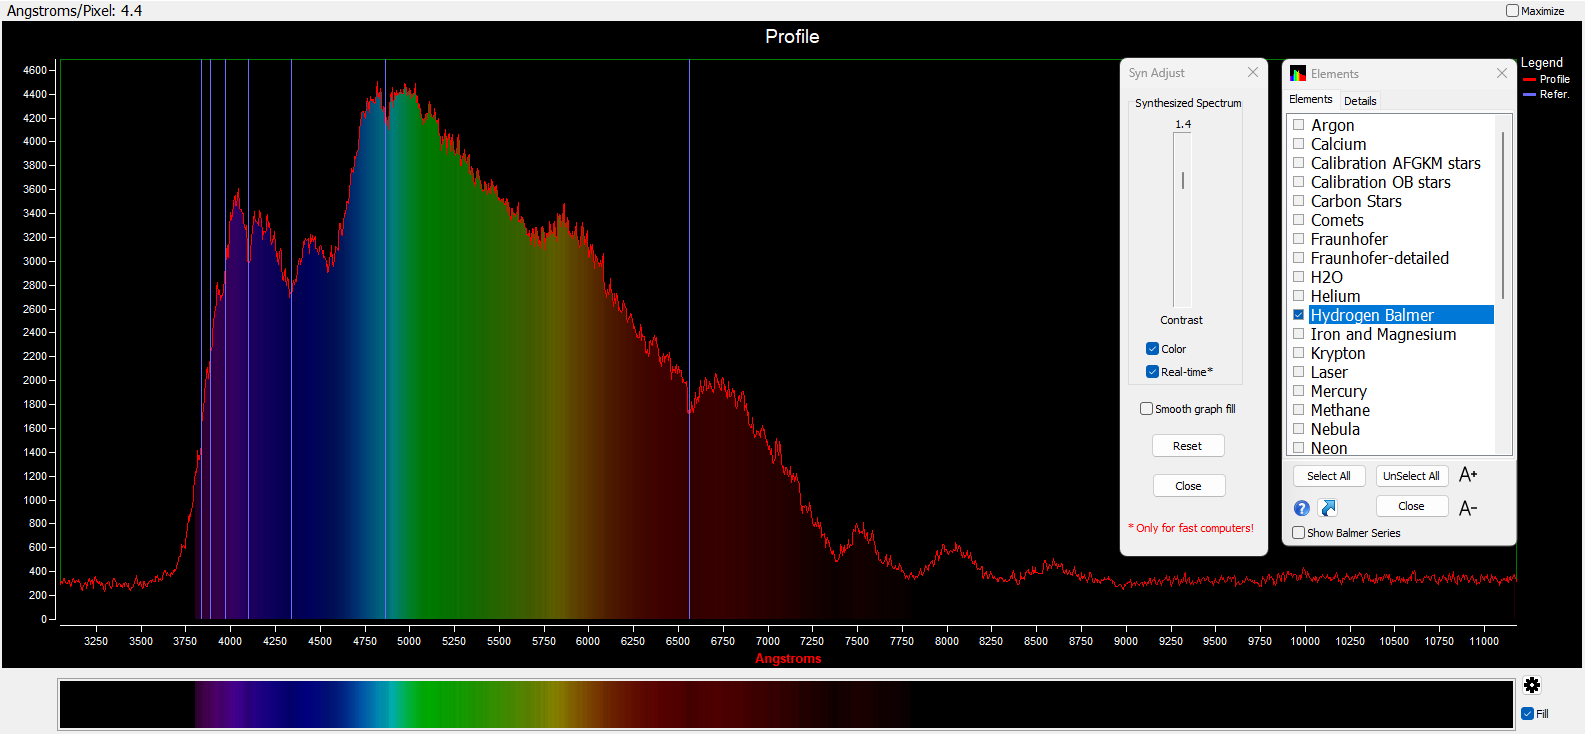 Angstroms/Pixel: 4.4
Maximize
Profile
Legend
Profile
Refer.
4600
4400
4200
4000
3800
3600
3400
3200
3000
2800
2600
2400
2200
2000
1800
1600
1400
1200
1000
800
600
400
200
0
3250 3500 3750 4000 4250 4500 4750 5000 5250 5500 5750 6000 6250 6500 6750 7000 7250 7500 7750 8000 8250 8500 8750 9000 9250 9500 9750 10000 10250 10500 10750 11000
Angstroms
Syn Adjust
Synthesized Spectrum
1.4
Contrast
Color
Real-time*
Smooth graph fill
Reset
Close
* Only for fast computers!
Elements
Elements Details
Argon
Calcium
Calibration AFGKM stars
Calibration OB stars
Carbon Stars
Comets
Fraunhofer
Fraunhofer-detailed
H2O
Helium
Hydrogen Balmer
Iron and Magnesium
Krypton
Laser
Mercury
Methane
Nebula
Neon
Select All UnSelect All A+
? Close A-
Show Balmer Series
Fill